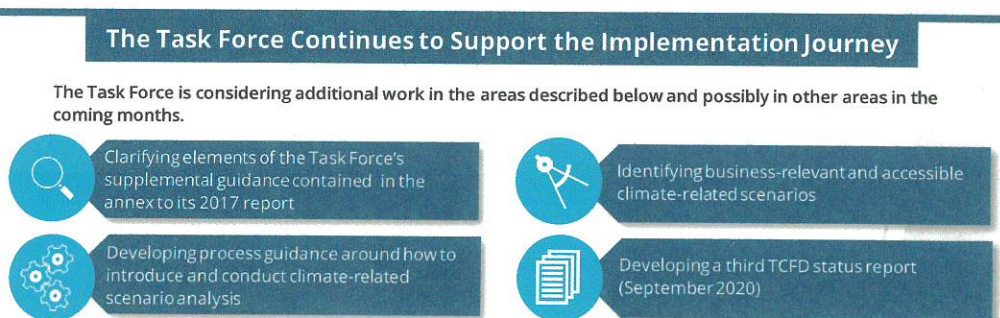 The Task Force Continues to Support the Implementation Journey
The Task Force is considering additional work in the areas described below and possibly in other areas in the
coming months.
Clarifying elements of the Task Force's
supplemental guidance contained in the
annex to its 2017 report
Identifying business-relevant and accessible
climate-related scenarios
Developing process guidance around how to
introduce and conduct climate-related
scenario analysis
Developing a third TCFD status report
(September 2020)